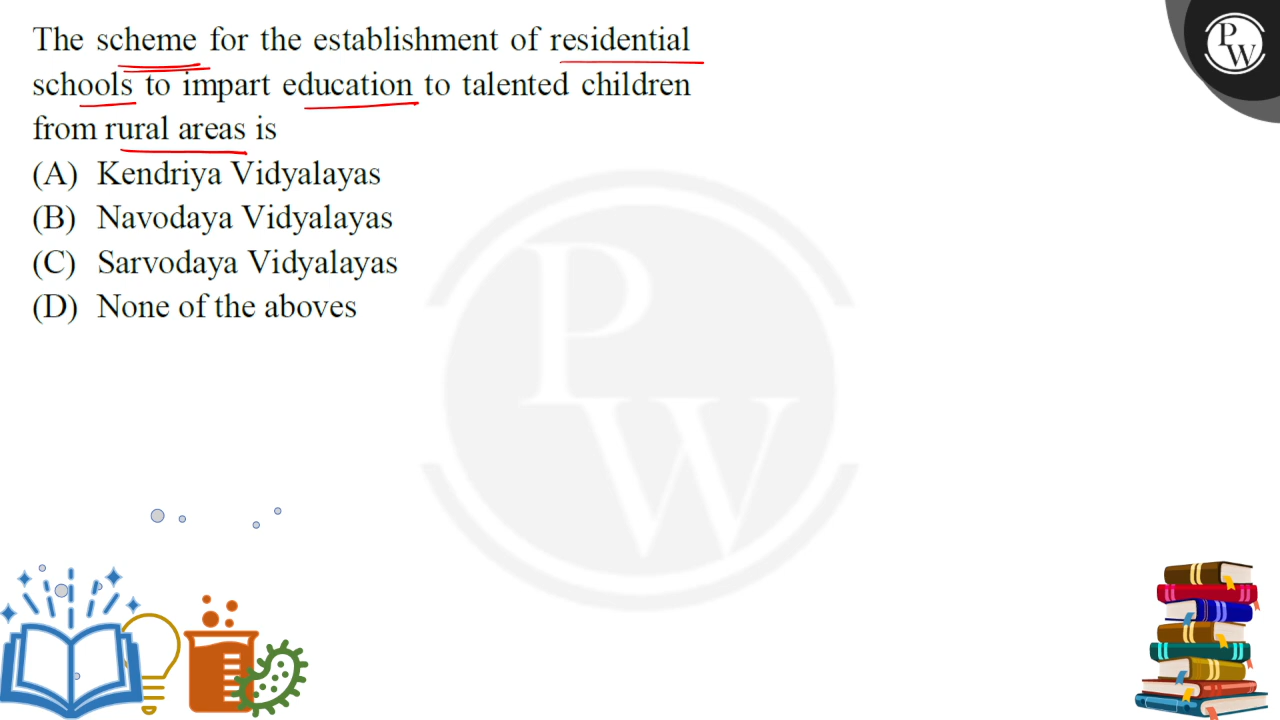 The scheme for the establishment of residential
schools to impart education to talented children
from rural areas is
(A) Kendriya Vidyalayas
(B) Navodaya Vidyalayas
(C) Sarvodaya Vidyalayas
(D) None of the aboves
P
W
P
W